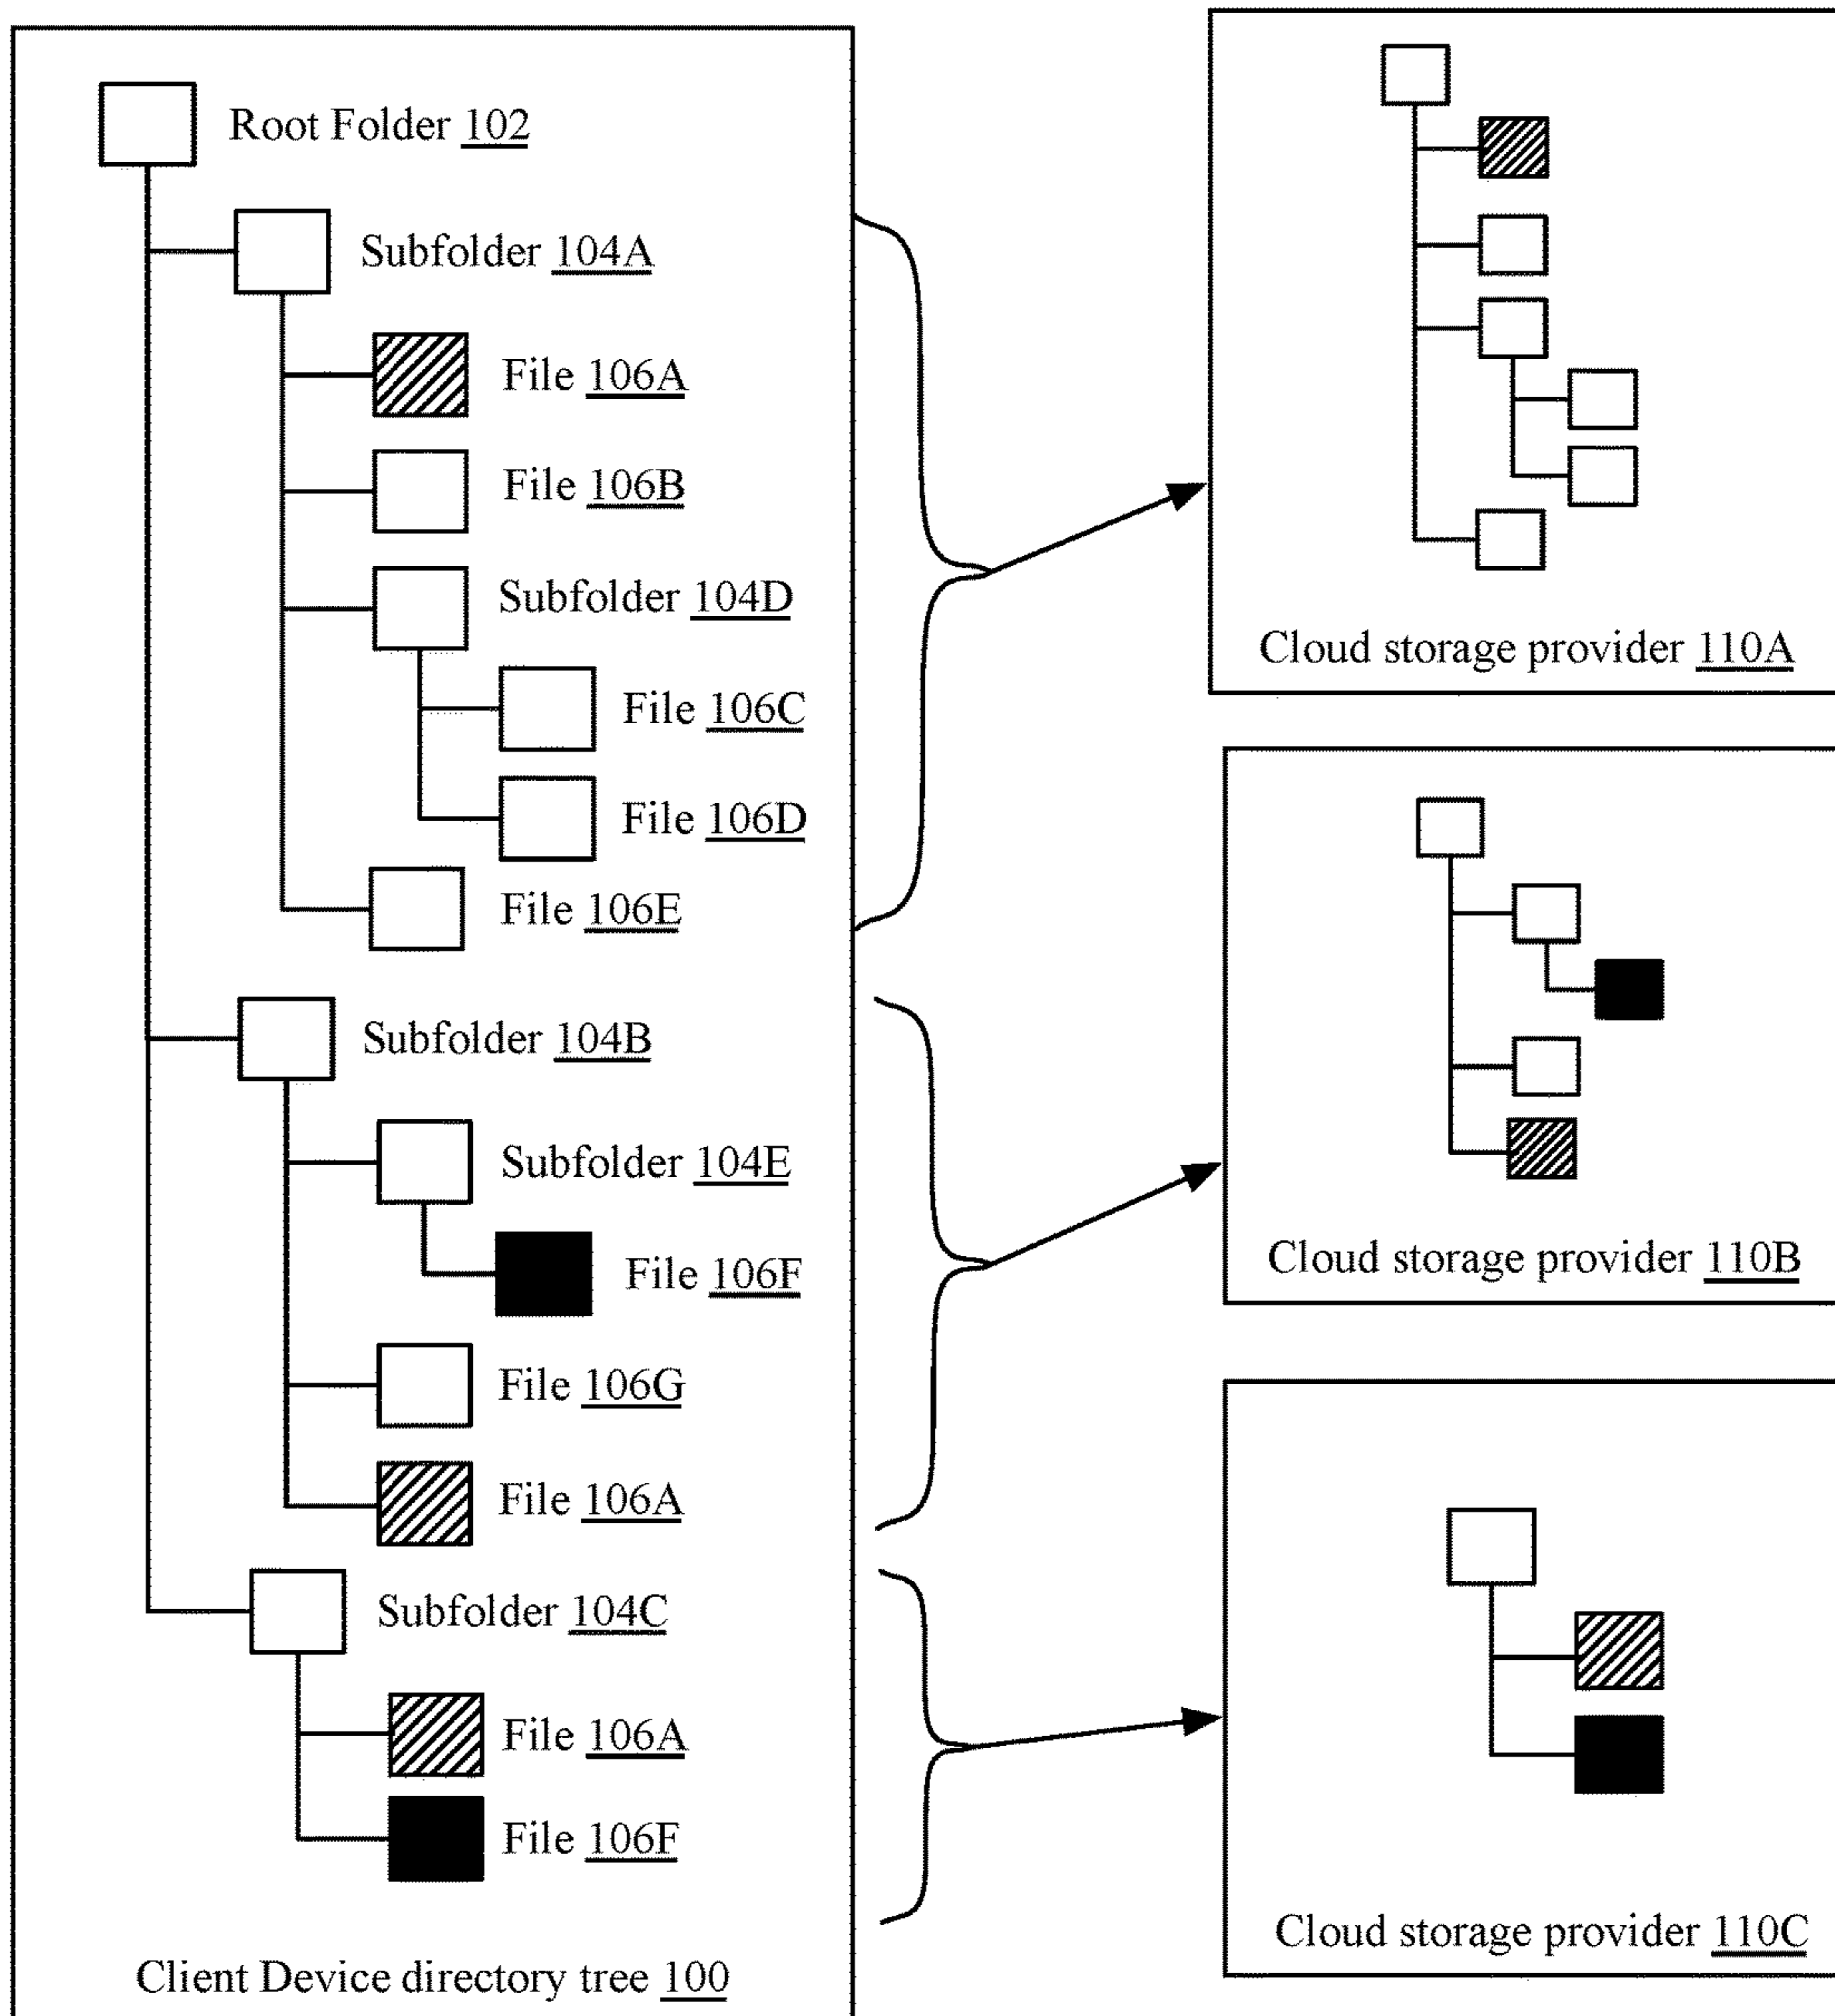 Root Folder 102
Subfolder 104A
File 106A
File 106B
Subfolder 104D
File 106C
File 106D
File 106E
Subfolder 104B
Subfolder 104E
File 106F
File 106G
File 106A
Subfolder 104C
File 106A
File 106F
Client Device directory tree 100
Cloud storage provider 110A
Cloud storage provider 110B
Cloud storage provider 110C